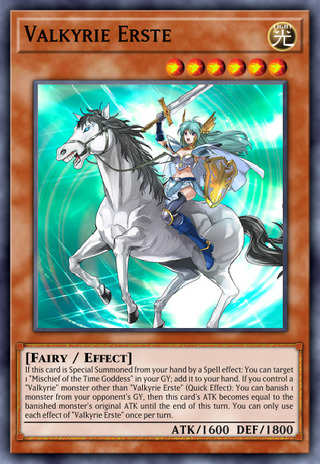 Valkyrie Erste
LIGHT
光
[Fairy / Effect]
If this card is Special Summoned from your hand by a Spell effect: You can target
1 "Mischief of the Time Goddess" in your GY; add it to your hand. If you control a
"Valkyrie" monster other than "Valkyrie Erste" (Quick Effect): You can banish 1
monster from your opponent's GY, then this card's ATK becomes equal to the
banished monster's original ATK until the end of this turn. You can only use
each effect of "Valkyrie Erste" once per turn.
ATK/1600 DEF/1800